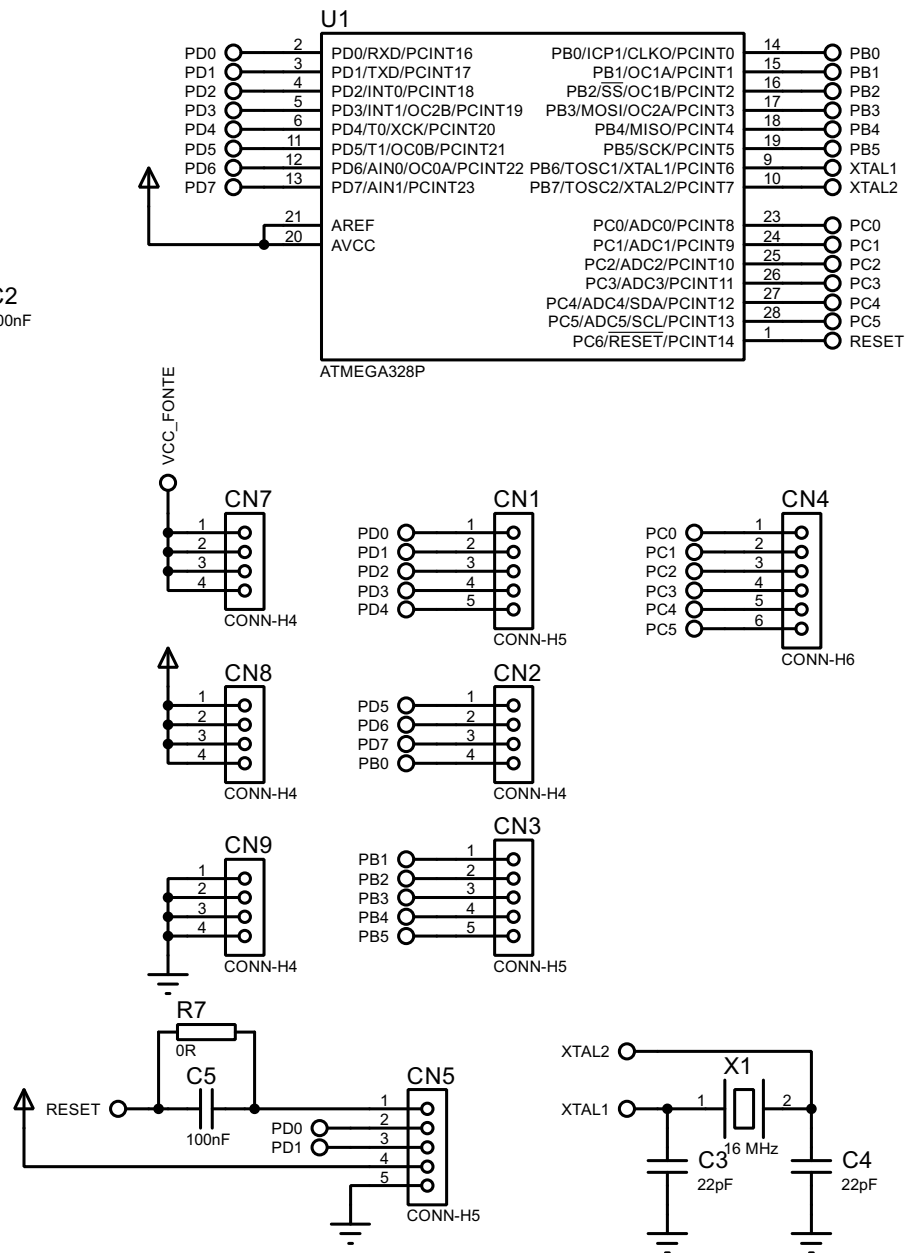 U1
PD0 2 PD0/RXD/PCINT16 PB0/ICP1/CLKO/PCINT0 14 PB0
PD1 3 PD1/TXD/PCINT17 PB1/OC1A/PCINT1 15 PB1
PD2 4 PD2/INT0/PCINT18 PB2/SS/OC1B/PCINT2 16 PB2
PD3 5 PD3/INT1/OC2B/PCINT19 PB3/MOSI/OC2A/PCINT3 17 PB3
PD4 6 PD4/T0/XCK/PCINT20 PB4/MISO/PCINT4 18 PB4
PD5 11 PD5/T1/OC0B/PCINT21 PB5/SCK/PCINT5 19 PB5
PD6 12 PD6/AIN0/OC0A/PCINT22 PB6/TOSC1/XTAL1/PCINT6 9 XTAL1
PD7 13 PD7/AIN1/PCINT23 PB7/TOSC2/XTAL2/PCINT7 10 XTAL2
21 AREF PC0/ADC0/PCINT8 23 PC0
20 AVCC PC1/ADC1/PCINT9 24 PC1
PC2/ADC2/PCINT10 25 PC2
PC3/ADC3/PCINT11 26 PC3
PC4/ADC4/SDA/PCINT12 27 PC4
PC5/ADC5/SCL/PCINT13 28 PC5
PC6/RESET/PCINT14 1 RESET
ATMEGA328P
VCC_FONTE
CN7
1
2
3
4
CONN-H4
CN1
PD0 1
PD1 2
PD2 3
PD3 4
PD4 5
CONN-H5
CN4
PC0 1
PC1 2
PC2 3
PC3 4
PC4 5
PC5 6
CONN-H6
CN8
1
2
3
4
CONN-H4
CN2
PD5 1
PD6 2
PD7 3
PB0 4
CONN-H4
CN9
1
2
3
4
CONN-H4
CN3
PB1 1
PB2 2
PB3 3
PB4 4
PB5 5
CONN-H5
R7
0R
C5
100nF
RESET
CN5
1
PD0 2
PD1 3
4
5
CONN-H5
XTAL2
XTAL1
X1
1 2
16 MHz
C3
22pF
C4
22pF